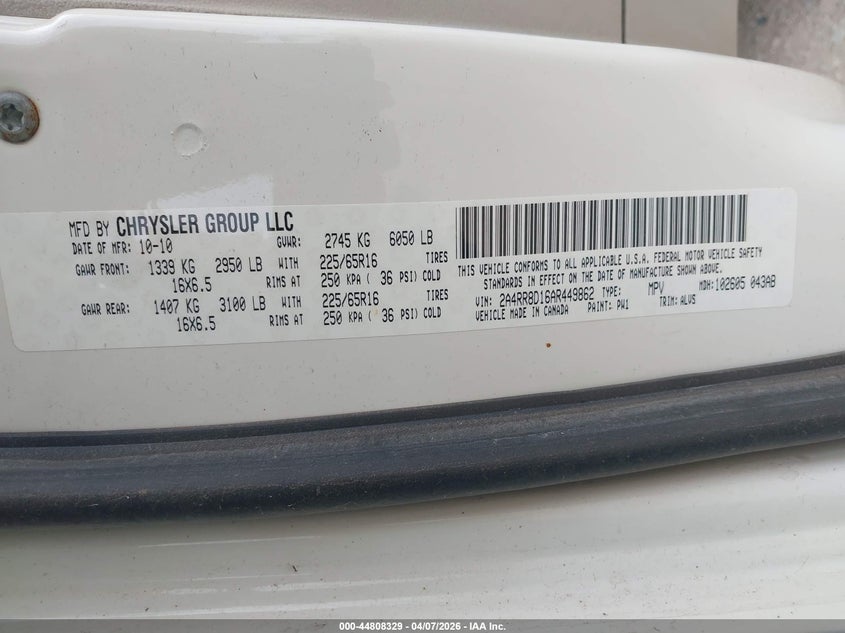 MFD BY CHRYSLER GROUP LLC
DATE OF MFR: 10-10 GVWR: 2745 KG 6050 LB
GAWR FRONT: 1339 KG 2950 LB WITH 225/65R16 TIRES
16X6.5 RIMS AT 250 KPA ( 36 PSI) COLD
GAWR REAR: 1407 KG 3100 LB WITH 225/65R16 TIRES
16X6.5 RIMS AT 250 KPA ( 36 PSI) COLD
THIS VEHICLE CONFORMS TO ALL APPLICABLE U.S.A. FEDERAL MOTOR VEHICLE SAFETY
STANDARDS IN EFFECT ON THE DATE OF MANUFACTURE SHOWN ABOVE.
VIN: 2A4RR8D16AR449862 TYPE: MPV MDH: 102605 043AB
VEHICLE MADE IN CANADA PAINT: PW1 TRIM: ALVS
000-44808329 - 04/07/2026 - IAA Inc.